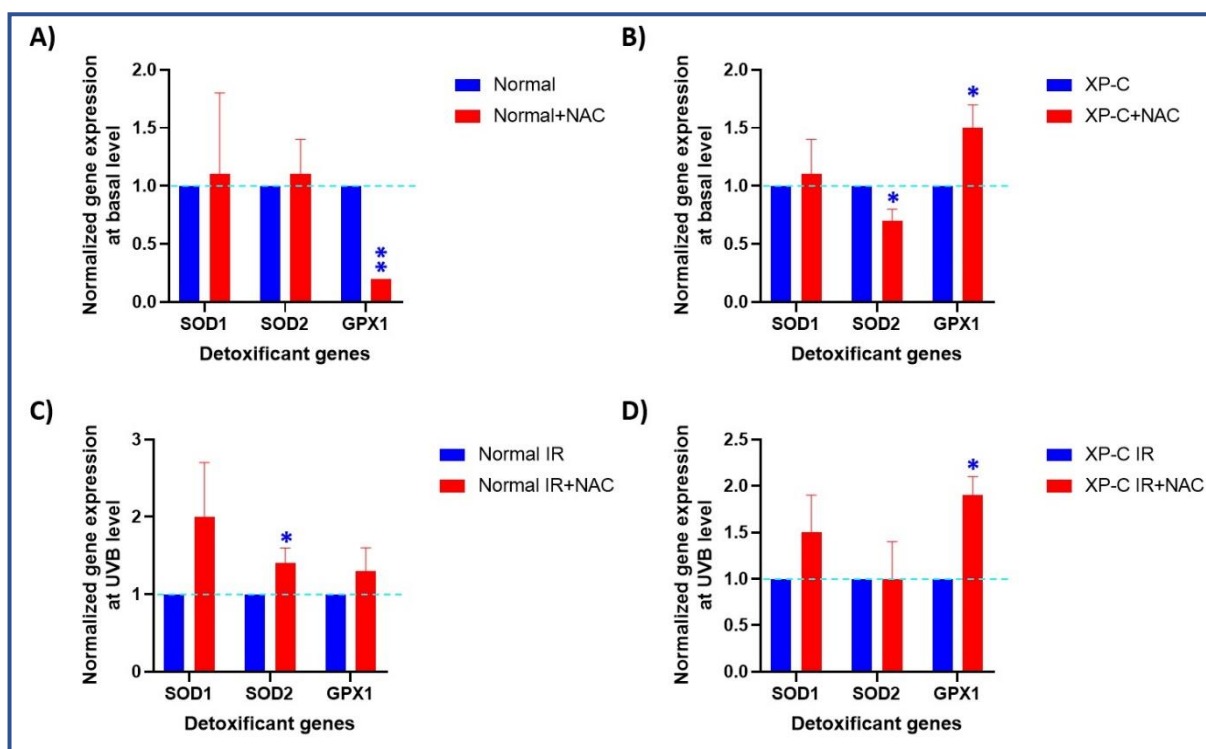 A)
Normalized gene expression
at basal level
2.0
1.5
1.0
0.5
0.0
**
SOD1 SOD2 GPX1
Detoxificant genes
Normal
Normal+NAC
B)
Normalized gene expression
at basal level
2.0
1.5
1.0
0.5
0.0
*
*
SOD1 SOD2 GPX1
Detoxificant genes
XP-C
XP-C+NAC
C)
Normalized gene expression
at UVB level
3
2
1
0
*
SOD1 SOD2 GPX1
Detoxificant genes
Normal IR
Normal IR+NAC
D)
Normalized gene expression
at UVB level
2.5
2.0
1.5
1.0
0.5
0.0
*
SOD1 SOD2 GPX1
Detoxificant genes
XP-C IR
XP-C IR+NAC